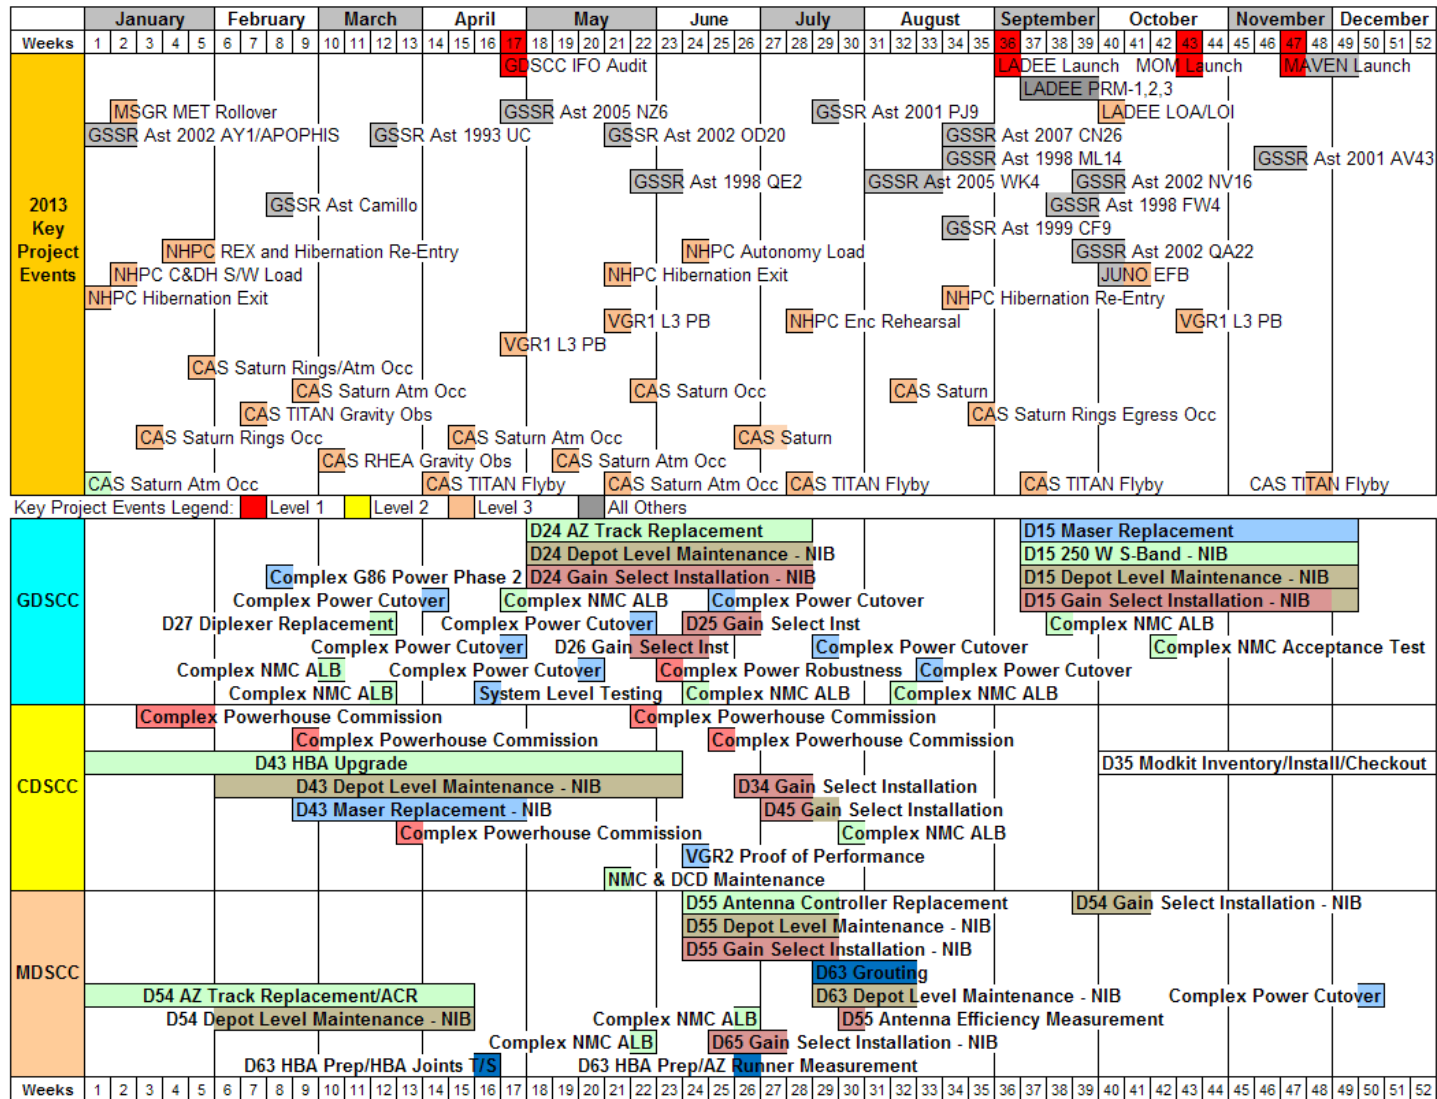 January February March April May June July August September October November December
Weeks 1 2 3 4 5 6 7 8 9 10 11 12 13 14 15 16 17 18 19 20 21 22 23 24 25 26 27 28 29 30 31 32 33 34 35 36 37 38 39 40 41 42 43 44 45 46 47 48 49 50 51 52
GDSCC IFO Audit LADEE Launch MOM Launch MAVEN Launch
LADEE PRM-1,2,3
MSGR MET Rollover GSSR Ast 2005 NZ6 GSSR Ast 2001 PJ9 LADEE LOA/LOI
GSSR Ast 2002 AY1/APOPHIS GSSR Ast 1993 UC GSSR Ast 2002 OD20 GSSR Ast 2007 CN26
GSSR Ast 1998 ML14 GSSR Ast 2001 AV43
GSSR Ast 1998 QE2 GSSR Ast 2005 WK4 GSSR Ast 2002 NV16
2013
Key
Project
Events
GSSR Ast Camillo GSSR Ast 1998 FW4
GSSR Ast 1999 CF9
NHPC REX and Hibernation Re-Entry NHPC Autonomy Load GSSR Ast 2002 QA22
NHPC C&DH S/W Load NHPC Hibernation Exit JUNO EFB
NHPC Hibernation Exit NHPC Hibernation Re-Entry
VGR1 L3 PB NHPC Enc Rehearsal VGR1 L3 PB
VGR1 L3 PB
CAS Saturn Rings/Atm Occ
CAS Saturn Atm Occ CAS Saturn Occ CAS Saturn
CAS TITAN Gravity Obs CAS Saturn Rings Egress Occ
CAS Saturn Rings Occ CAS Saturn Atm Occ CAS Saturn
CAS RHEA Gravity Obs CAS Saturn Atm Occ
CAS Saturn Atm Occ CAS TITAN Flyby CAS Saturn Atm Occ CAS TITAN Flyby CAS TITAN Flyby CAS TITAN Flyby
Key Project Events Legend: Level 1 Level 2 Level 3 All Others
GDSCC
D24 AZ Track Replacement D15 Maser Replacement
D24 Depot Level Maintenance - NIB D15 250 W S-Band - NIB
Complex G86 Power Phase 2 D24 Gain Select Installation - NIB D15 Depot Level Maintenance - NIB
Complex Power Cutover Complex NMC ALB Complex Power Cutover D15 Gain Select Installation - NIB
D27 Diplexer Replacement Complex Power Cutover D25 Gain Select Inst Complex NMC ALB
Complex Power Cutover D26 Gain Select Inst Complex Power Cutover Complex NMC Acceptance Test
Complex NMC ALB Complex Power Cutover Complex Power Robustness Complex Power Cutover
Complex NMC ALB System Level Testing Complex NMC ALB Complex NMC ALB
CDSCC
Complex Powerhouse Commission Complex Powerhouse Commission
Complex Powerhouse Commission Complex Powerhouse Commission
D43 HBA Upgrade D35 Modkit Inventory/Install/Checkout
D43 Depot Level Maintenance - NIB D34 Gain Select Installation
D43 Maser Replacement - NIB D45 Gain Select Installation
Complex Powerhouse Commission Complex NMC ALB
VGR2 Proof of Performance
NMC & DCD Maintenance
MDSCC
D55 Antenna Controller Replacement D54 Gain Select Installation - NIB
D55 Depot Level Maintenance - NIB
D55 Gain Select Installation - NIB
D63 Grouting
D54 AZ Track Replacement/ACR D63 Depot Level Maintenance - NIB Complex Power Cutover
D54 Depot Level Maintenance - NIB Complex NMC ALB D55 Antenna Efficiency Measurement
Complex NMC ALB D65 Gain Select Installation - NIB
D63 HBA Prep/HBA Joints T/S D63 HBA Prep/AZ Runner Measurement
Weeks 1 2 3 4 5 6 7 8 9 10 11 12 13 14 15 16 17 18 19 20 21 22 23 24 25 26 27 28 29 30 31 32 33 34 35 36 37 38 39 40 41 42 43 44 45 46 47 48 49 50 51 52